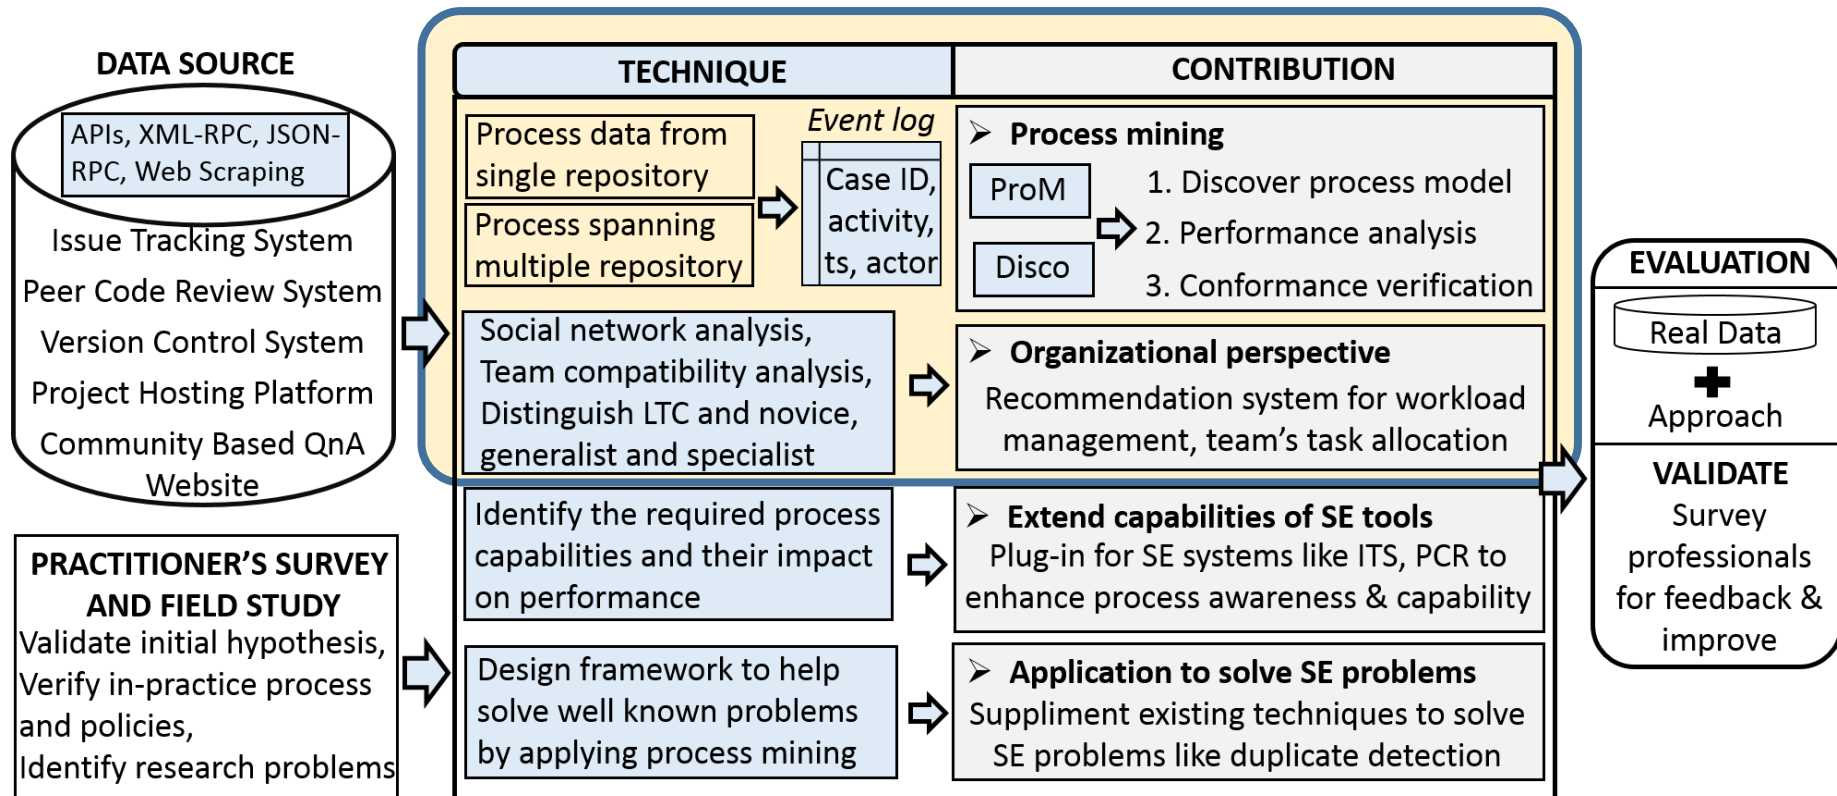 DATA SOURCE
APIs, XML-RPC, JSON-
RPC, Web Scraping
Issue Tracking System
Peer Code Review System
Version Control System
Project Hosting Platform
Community Based QnA
Website
PRACTITIONER'S SURVEY
AND FIELD STUDY
Validate initial hypothesis,
Verify in-practice process
and policies,
Identify research problems
TECHNIQUE
Process data from
single repository
Process spanning
multiple repository
Event log
Case ID,
activity,
ts, actor
Social network analysis,
Team compatibility analysis,
Distinguish LTC and novice,
generalist and specialist
Identify the required process
capabilities and their impact
on performance
Design framework to help
solve well known problems
by applying process mining
CONTRIBUTION
➢ Process mining
ProM
Disco
1. Discover process model
2. Performance analysis
3. Conformance verification
➢ Organizational perspective
Recommendation system for workload
management, team's task allocation
➢ Extend capabilities of SE tools
Plug-in for SE systems like ITS, PCR to
enhance process awareness & capability
➢ Application to solve SE problems
Suppliment existing techniques to solve
SE problems like duplicate detection
EVALUATION
Real Data
Approach
VALIDATE
Survey
professionals
for feedback &
improve